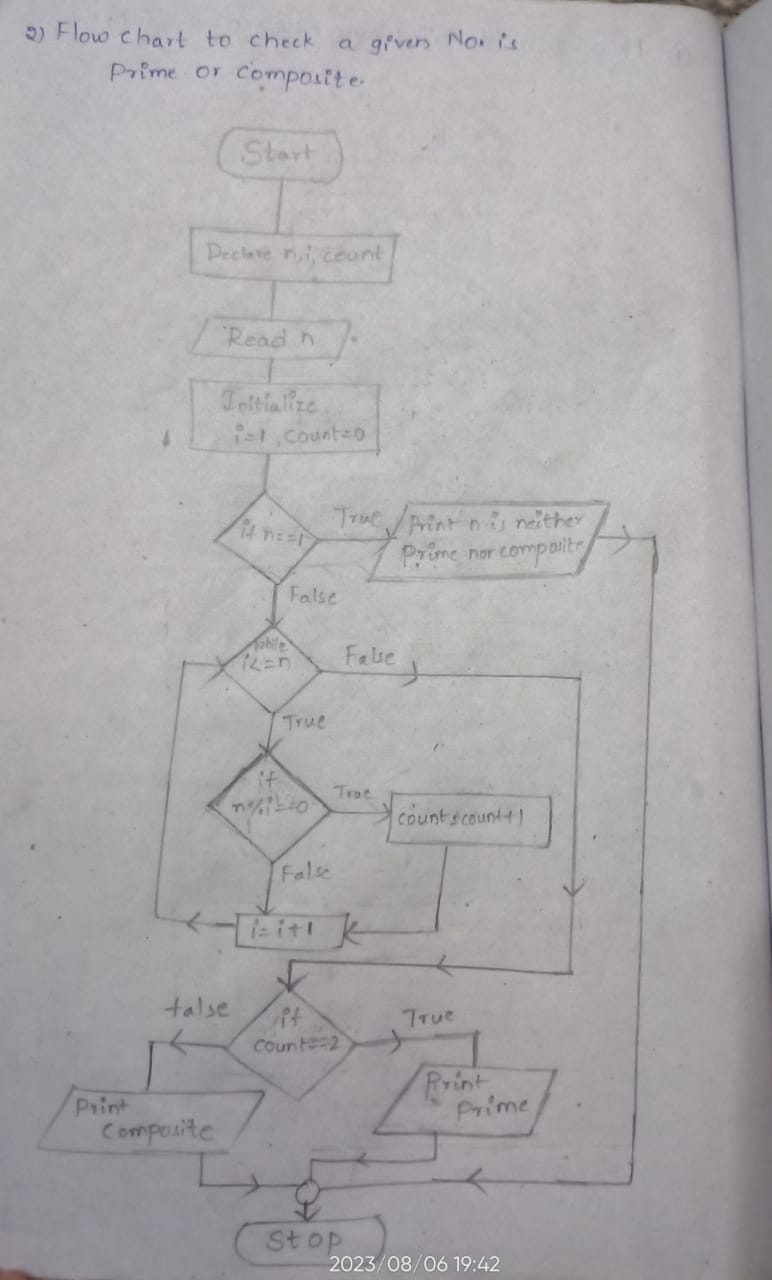 2) Flow chart to check a given No. is
Prime or Composite.
Start
Declare n,i, count
Read n
Initialize
i=1, count=0
if n==1
True
Print n is neither
Prime nor composite
False
while
i<=n
False
True
if
n%i==0
True
count=count+1
False
i=i+1
false
if
count==2
True
Print
Composite
Print
Prime
Stop
2023/08/06 19:42